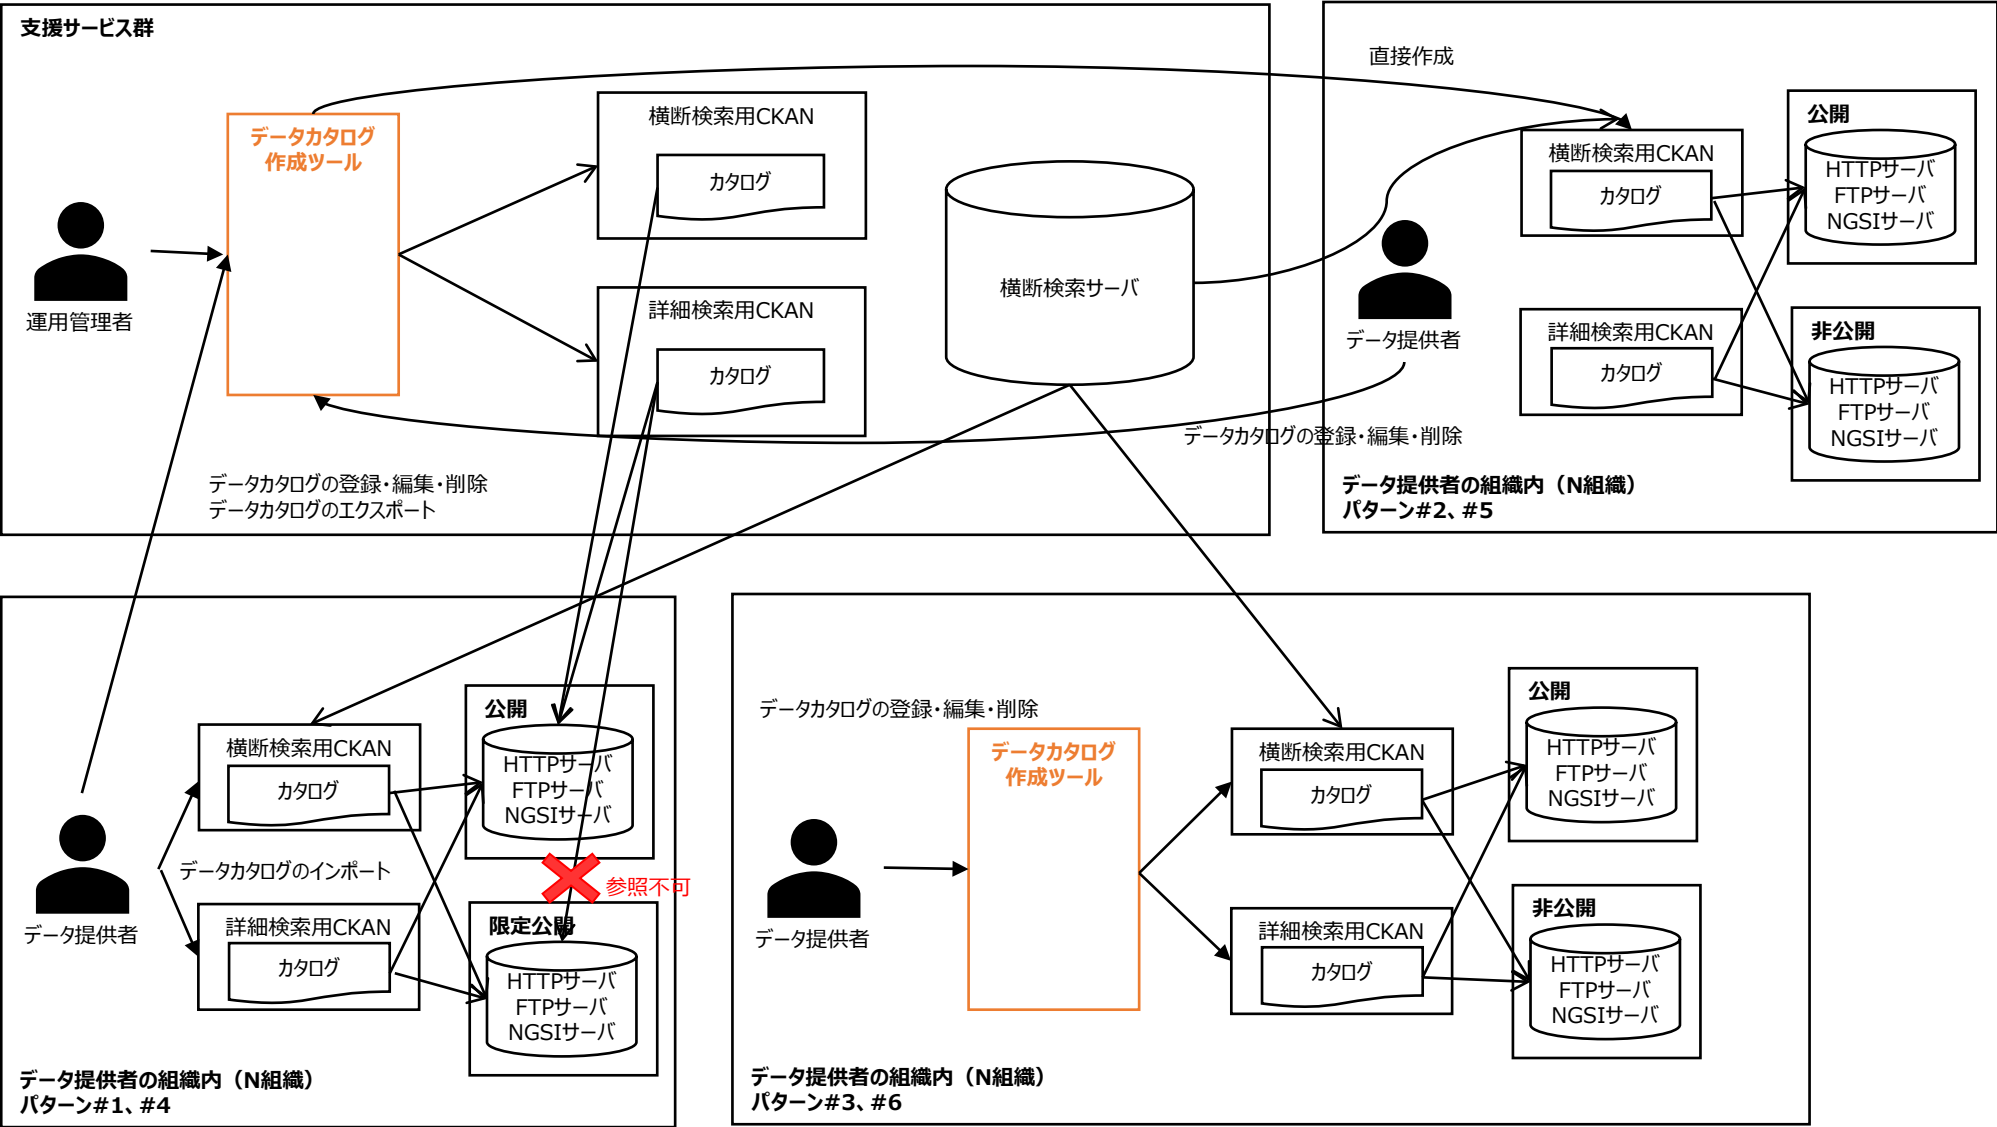 支援サービス群
データカタログ
作成ツール
運用管理者
横断検索用CKAN
カタログ
詳細検索用CKAN
カタログ
横断検索サーバ
データカタログの登録・編集・削除
データカタログのエクスポート
直接作成
データ提供者
データカタログの登録・編集・削除
横断検索用CKAN
カタログ
詳細検索用CKAN
カタログ
公開
HTTPサーバ
FTPサーバ
NGSIサーバ
非公開
HTTPサーバ
FTPサーバ
NGSIサーバ
データ提供者の組織内（N組織）
パターン#2、#5
横断検索用CKAN
カタログ
データカタログのインポート
データ提供者
詳細検索用CKAN
カタログ
公開
HTTPサーバ
FTPサーバ
NGSIサーバ
参照不可
限定公開
HTTPサーバ
FTPサーバ
NGSIサーバ
データ提供者の組織内（N組織）
パターン#1、#4
データカタログの登録・編集・削除
データカタログ
作成ツール
データ提供者
横断検索用CKAN
カタログ
詳細検索用CKAN
カタログ
公開
HTTPサーバ
FTPサーバ
NGSIサーバ
非公開
HTTPサーバ
FTPサーバ
NGSIサーバ
データ提供者の組織内（N組織）
パターン#3、#6